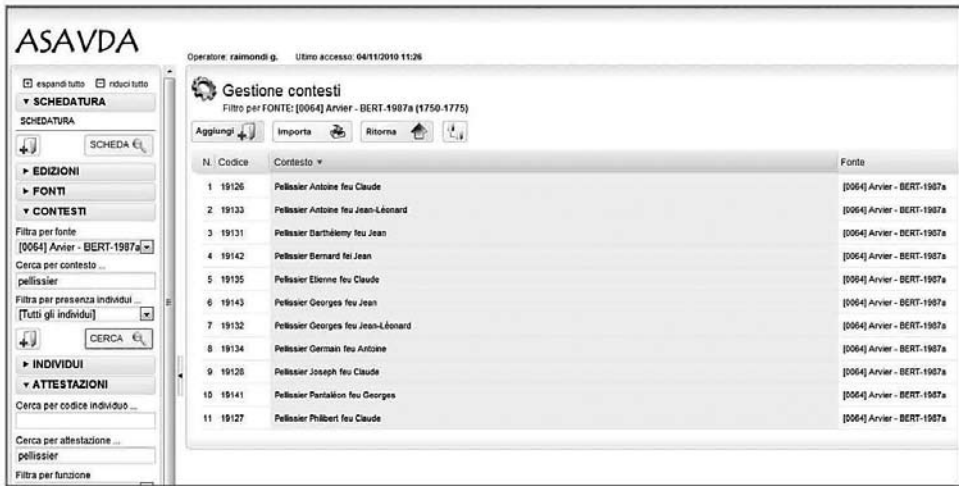 ASAVDA
Operatore: raimondi g. Ultimo accesso: 04/11/2010 11:26
espandi tutto riduci tutto
SCHEDATURA
SCHEDATURA
SCHEDA
EDIZIONI
FONTI
CONTESTI
Filtra per fonte
[0064] Arvier - BERT-1987a
Cerca per contesto ...
pellissier
Filtra per presenza individui ...
[Tutti gli individui]
CERCA
INDIVIDUI
ATTESTAZIONI
Cerca per codice individuo ...
Cerca per attestazione ...
pellissier
Filtra per funzione
Gestione contesti
Filtro per FONTE: [0064] Arvier - BERT-1987a (1750-1775)
Aggiungi Importa Ritorna
N. Codice Contesto Fonte
1 19126 Pellissier Antoine feu Claude [0064] Arvier - BERT-1987a
2 19133 Pellissier Antoine feu Jean-Léonard [0064] Arvier - BERT-1987a
3 19131 Pellissier Barthélemy feu Jean [0064] Arvier - BERT-1987a
4 19142 Pellissier Bernard fei Jean [0064] Arvier - BERT-1987a
5 19135 Pellissier Etienne feu Claude [0064] Arvier - BERT-1987a
6 19143 Pellissier Georges feu Jean [0064] Arvier - BERT-1987a
7 19132 Pellissier Georges feu Jean-Léonard [0064] Arvier - BERT-1987a
8 19134 Pellissier Germain feu Antoine [0064] Arvier - BERT-1987a
9 19128 Pellissier Joseph feu Claude [0064] Arvier - BERT-1987a
10 19141 Pellissier Pantaléon feu Georges [0064] Arvier - BERT-1987a
11 19127 Pellissier Philibert feu Claude [0064] Arvier - BERT-1987a